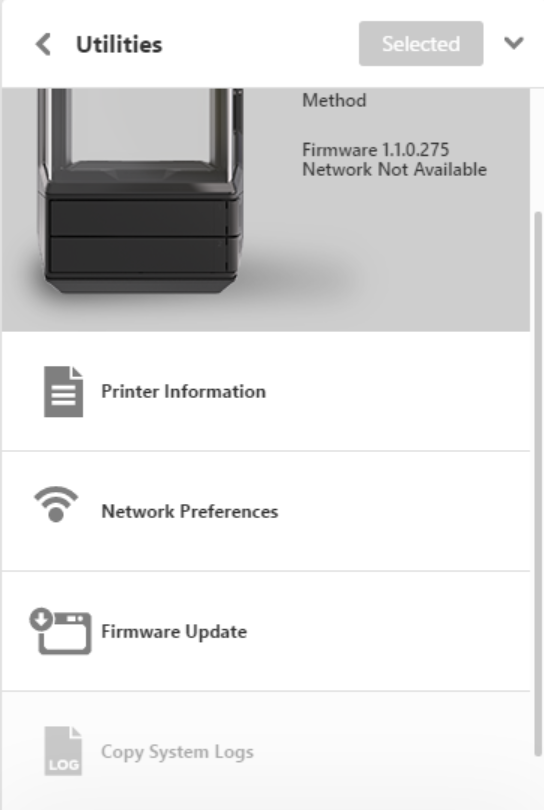 Utilities
Selected
Method
Firmware 1.1.0.275
Network Not Available
Printer Information
Network Preferences
Firmware Update
LOG
Copy System Logs